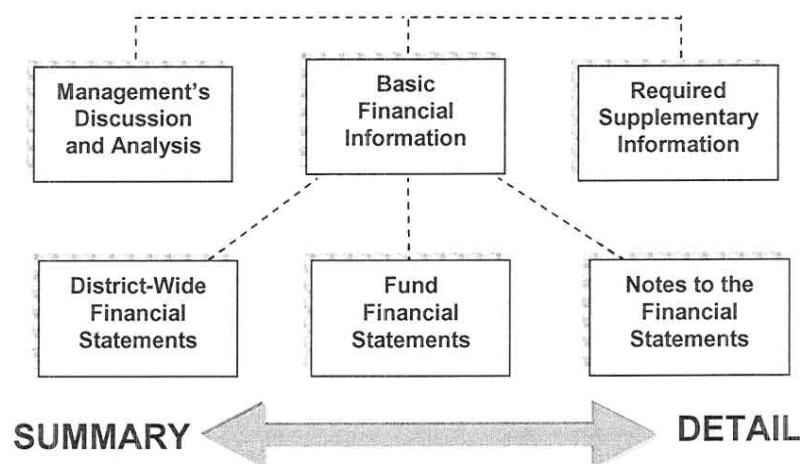 Management's
Discussion
and Analysis
Basic
Financial
Information
Required
Supplementary
Information
District-Wide
Financial
Statements
Fund
Financial
Statements
Notes to the
Financial
Statements
SUMMARY
DETAIL